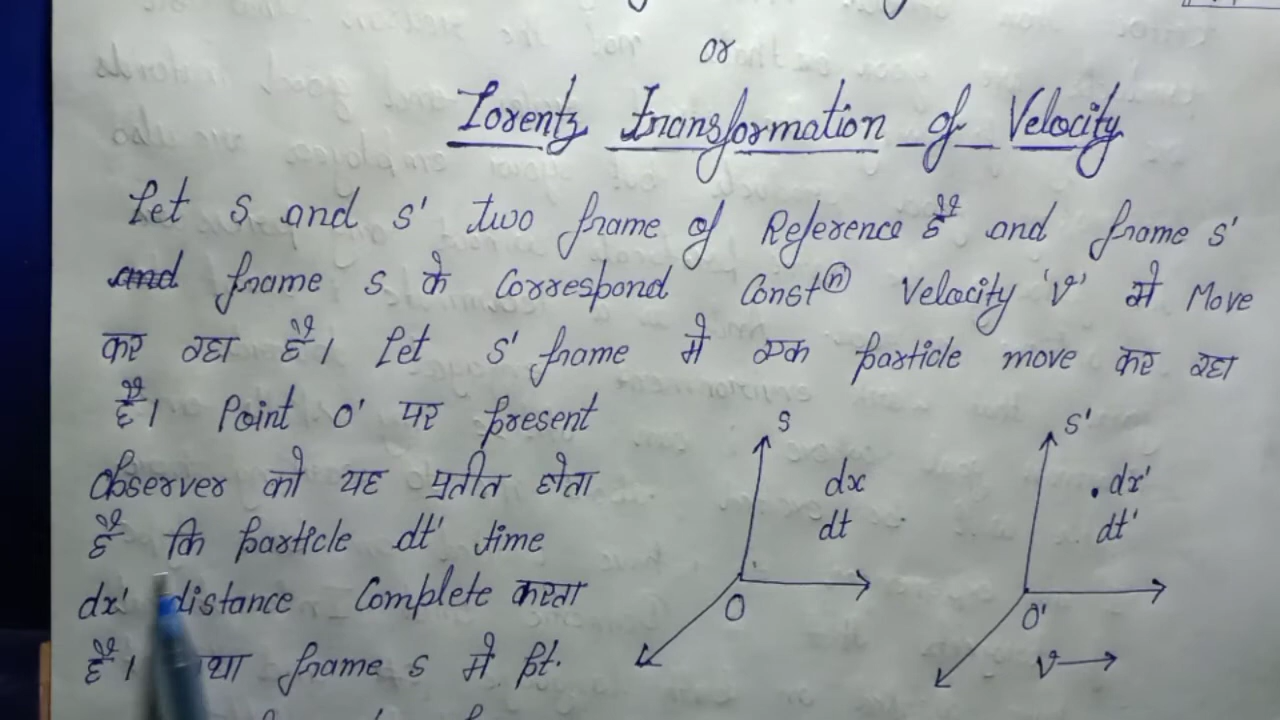 or
Lorentz Transformation of Velocity
Let S and S' two frame of Reference हैं and frame S'
and frame S के Correspond Constⁿ Velocity 'v' से Move
कर रहा है। Let S' frame में एक particle move कर रहा
है। Point O' पर present
Observer को यह प्रतीत होता
है कि particle dt' time
dx' distance Complete करता
है। था frame S में pt.
S
dx
dt
O
S'
.dx'
dt'
O'
v